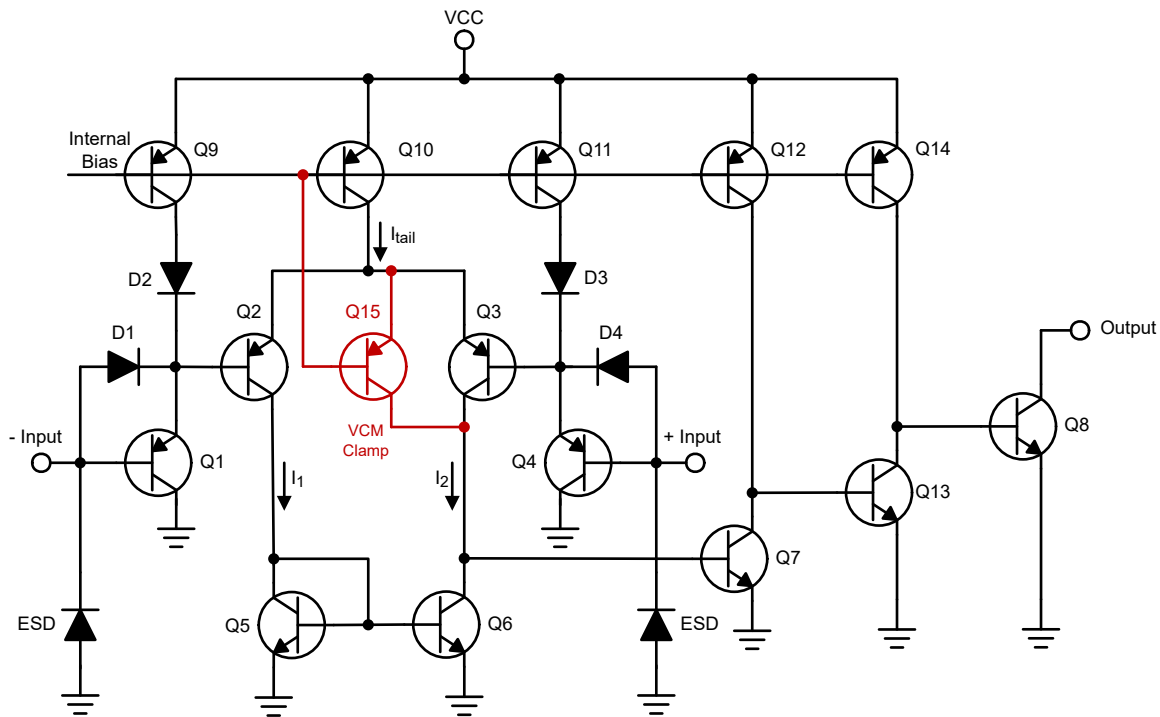 VCC
Internal
Bias
Q9
Q10
Q11
Q12
Q14
Itail
D2
D3
Q2
Q15
Q3
D1
D4
Output
- Input
VCM
Clamp
+ Input
Q8
Q1
I1
I2
Q4
Q13
Q7
ESD
Q5
Q6
ESD